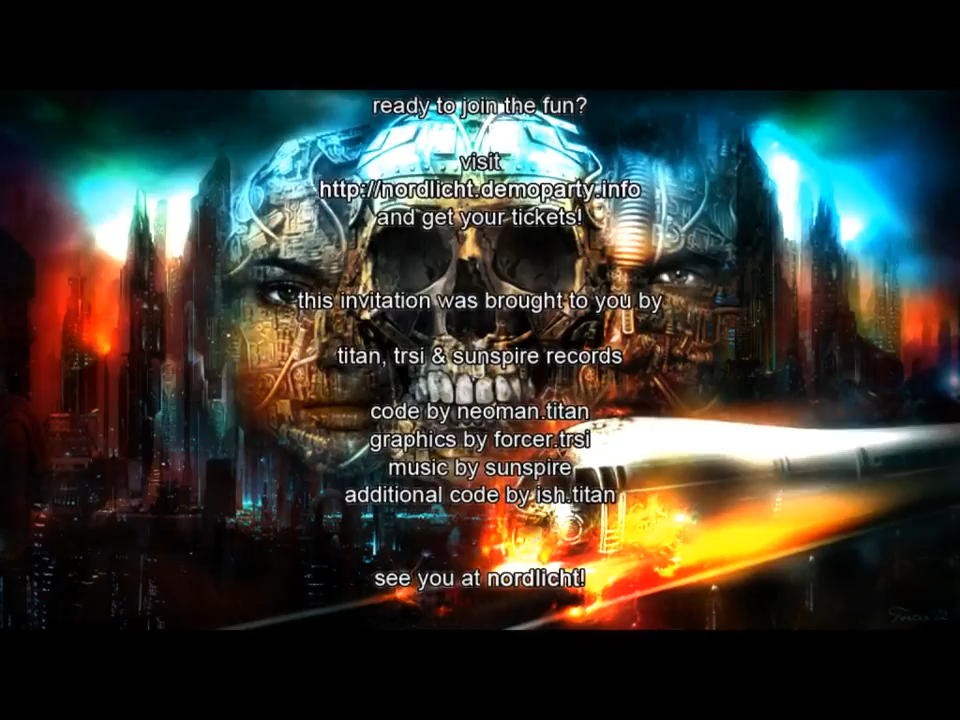 ready to join the fun?
visit
http://nordlicht.demoparty.info
and get your tickets!
this invitation was brought to you by
titan, trsi & sunspire records
code by neoman.titan
graphics by forcer.trsi
music by sunspire
additional code by ish.titan
see you at nordlicht!